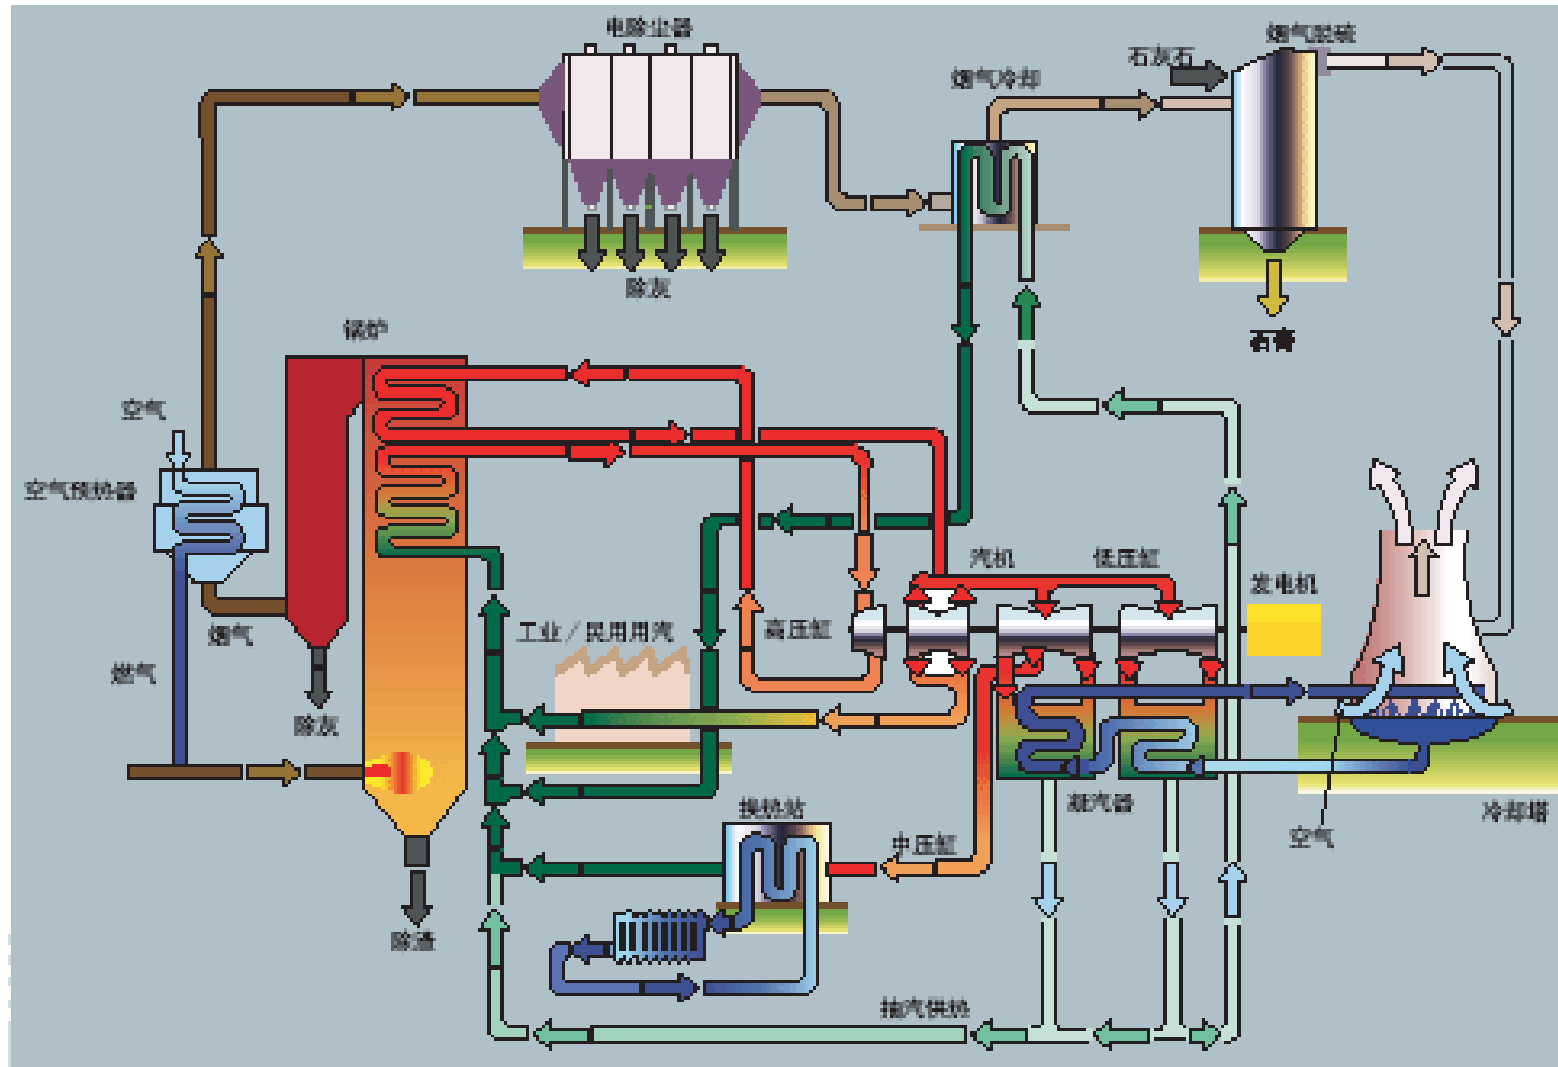 电除尘器
烟气脱硫
石灰石
烟气冷却
除灰
锅炉
石膏
空气
空气预热器
汽机
低压缸
发电机
烟气
工业／民用用汽
高压缸
燃气
除灰
换热站
凝汽器
冷却塔
空气
中压缸
除渣
抽汽供热